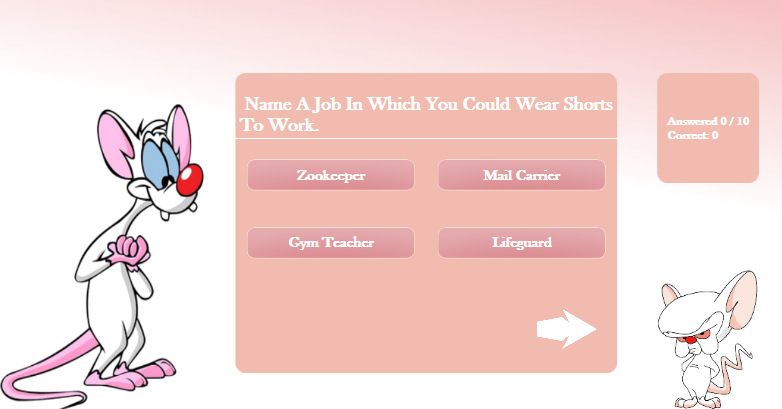 Name A Job In Which You Could Wear Shorts
To Work.
Answered 0 / 10
Correct: 0
Zookeeper
Mail Carrier
Gym Teacher
Lifeguard